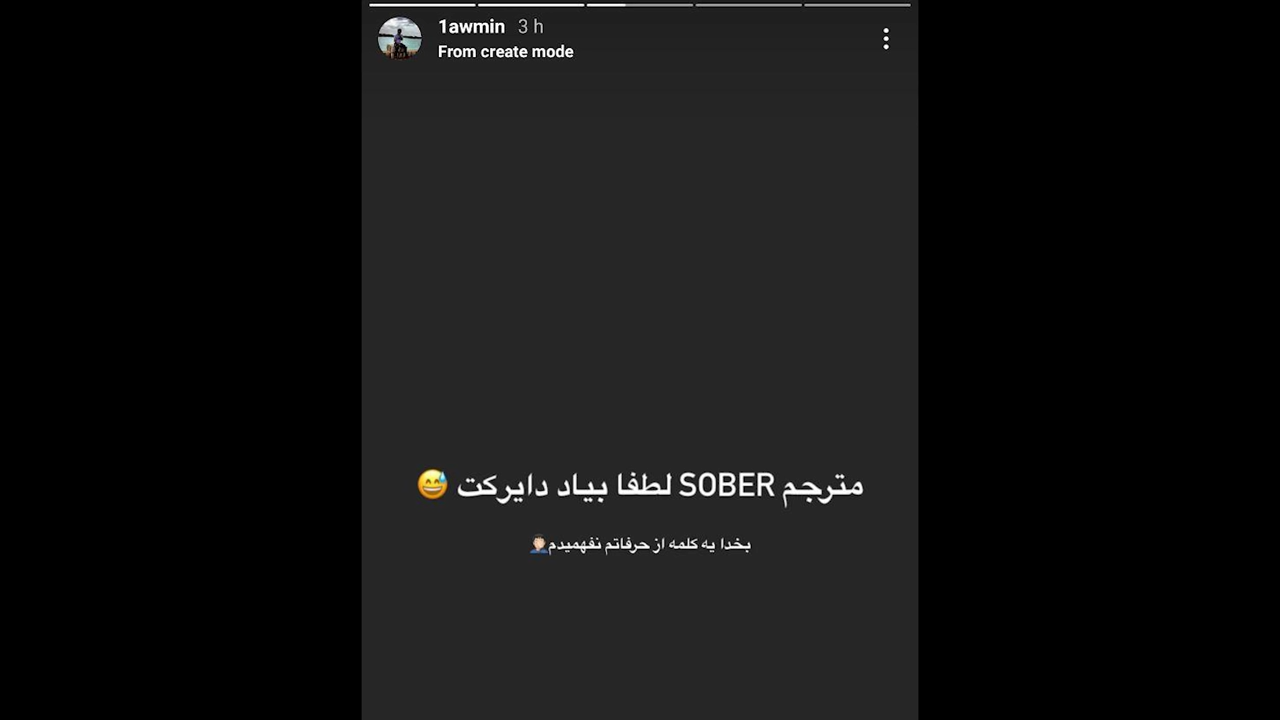 1awmin 3 h
From create mode
مترجم SOBER لطفا بیاد دایرکت 😅
بخدا یه کلمه از حرفاتم نفهمیدم🤦🏻‍♂️